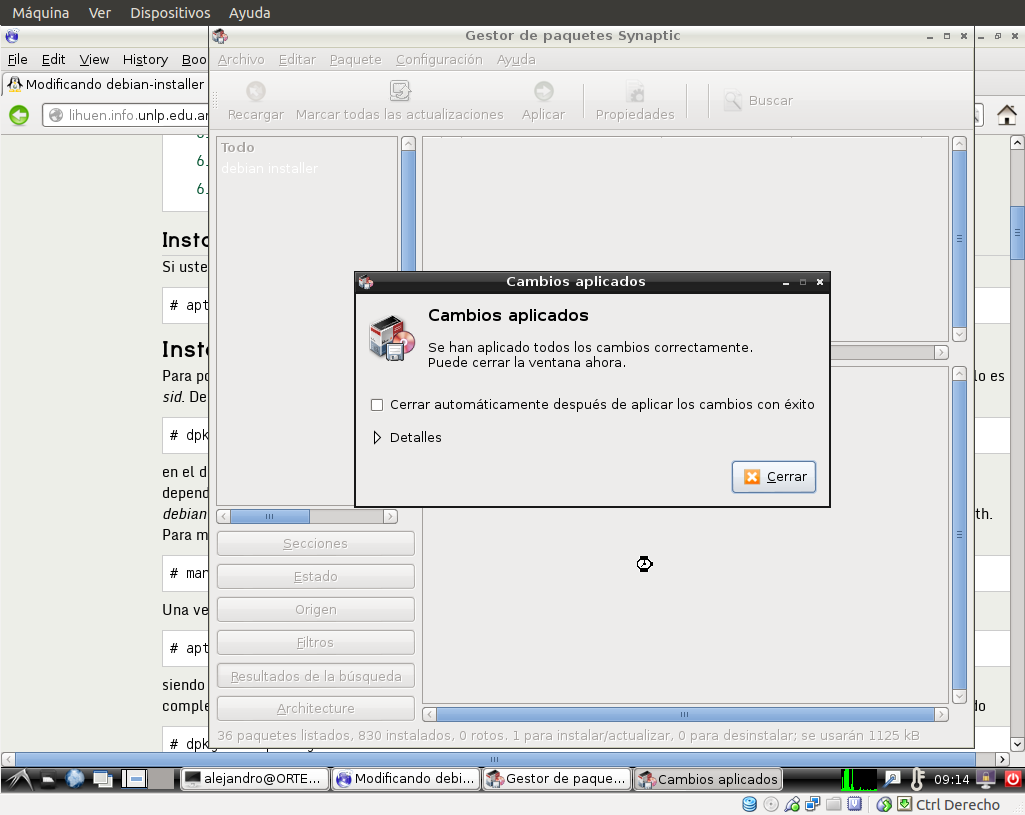 Máquina Ver Dispositivos Ayuda
Gestor de paquetes Synaptic
File Edit View History Boo
Archivo Editar Paquete Configuración Ayuda
Modificando debian-installer
Recargar Marcar todas las actualizaciones Aplicar Propiedades Buscar
lihuen.info.unlp.edu.ar
Todo
debian installer
6.
6.
Insta
Si uste
# apt
Inst
Para po
lo es
sid. De
# dpk
en el d
depend
debian
th.
Para m
# man
Una ve
# apt
siendo
comple
do
# dpkg
Cambios aplicados
Cambios aplicados
Se han aplicado todos los cambios correctamente.
Puede cerrar la ventana ahora.
Cerrar automáticamente después de aplicar los cambios con éxito
Detalles
Cerrar
Secciones
Estado
Origen
Filtros
Resultados de la búsqueda
Architecture
36 paquetes listados, 830 instalados, 0 rotos. 1 para instalar/actualizar, 0 para desinstalar; se usarán 1125 kB
alejandro@ORTE... Modificando debi... Gestor de paque... Cambios aplicados 09:14
Ctrl Derecho